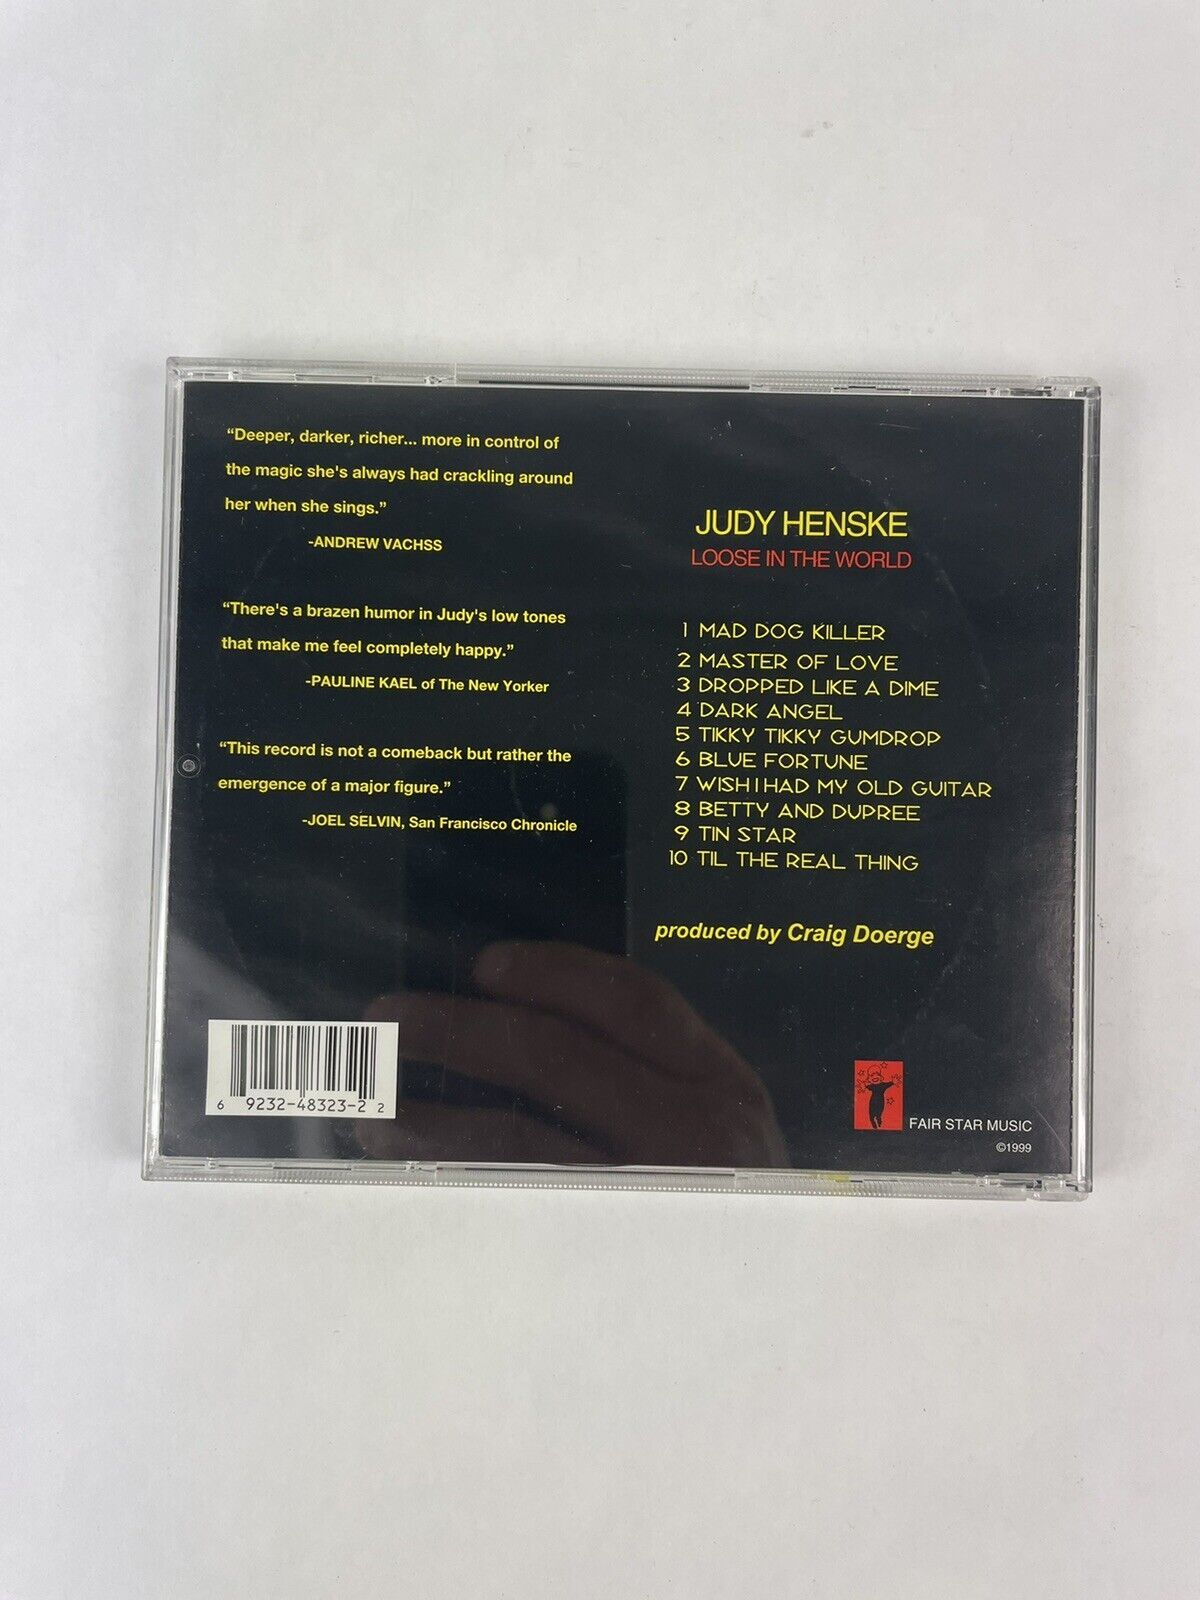 “Deeper, darker, richer... more in control of
the magic she's always had crackling around
her when she sings.”
-ANDREW VACHSS
“There's a brazen humor in Judy's low tones
that make me feel completely happy.”
-PAULINE KAEL of The New Yorker
“This record is not a comeback but rather the
emergence of a major figure.”
-JOEL SELVIN, San Francisco Chronicle
JUDY HENSKE
LOOSE IN THE WORLD
1 MAD DOG KILLER
2 MASTER OF LOVE
3 DROPPED LIKE A DIME
4 DARK ANGEL
5 TIKKY TIKKY GUMDROP
6 BLUE FORTUNE
7 WISH I HAD MY OLD GUITAR
8 BETTY AND DUPREE
9 TIN STAR
10 TIL THE REAL THING
produced by Craig Doerge
6 9232-48323-2 2
FAIR STAR MUSIC
©1999